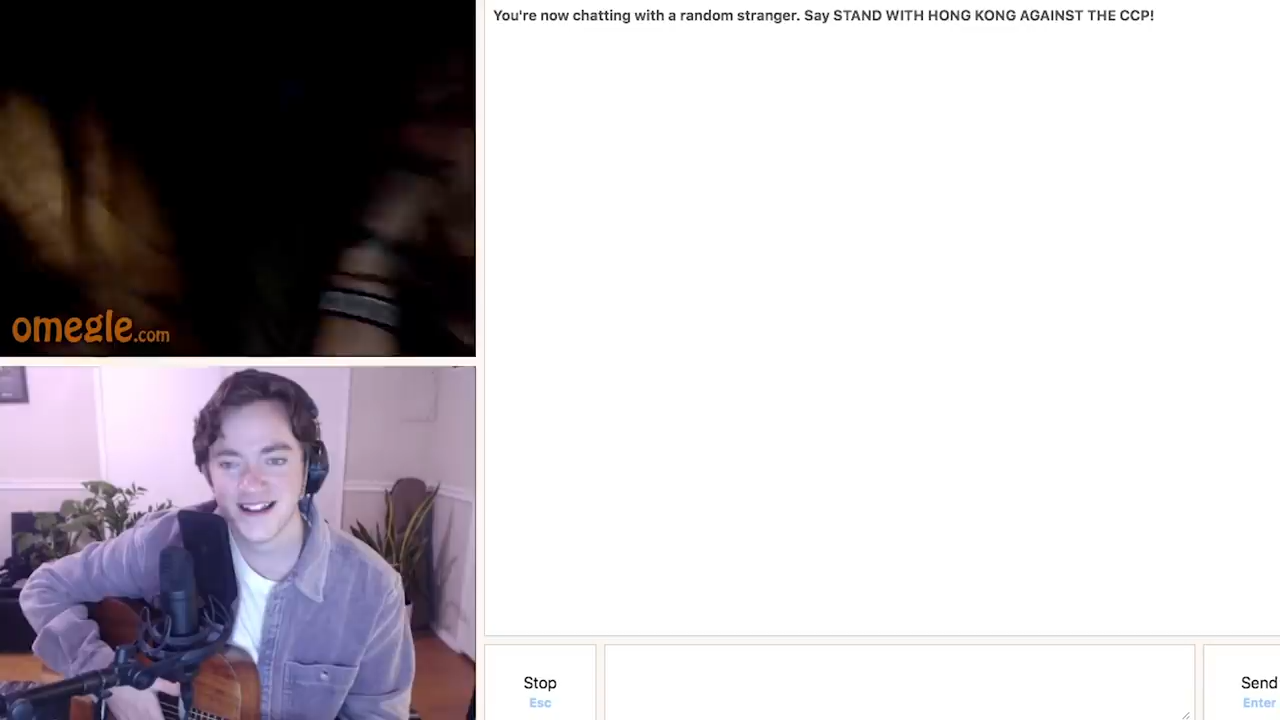 You're now chatting with a random stranger. Say STAND WITH HONG KONG AGAINST THE CCP!
omegle.com
Stop
Esc
Send
Enter